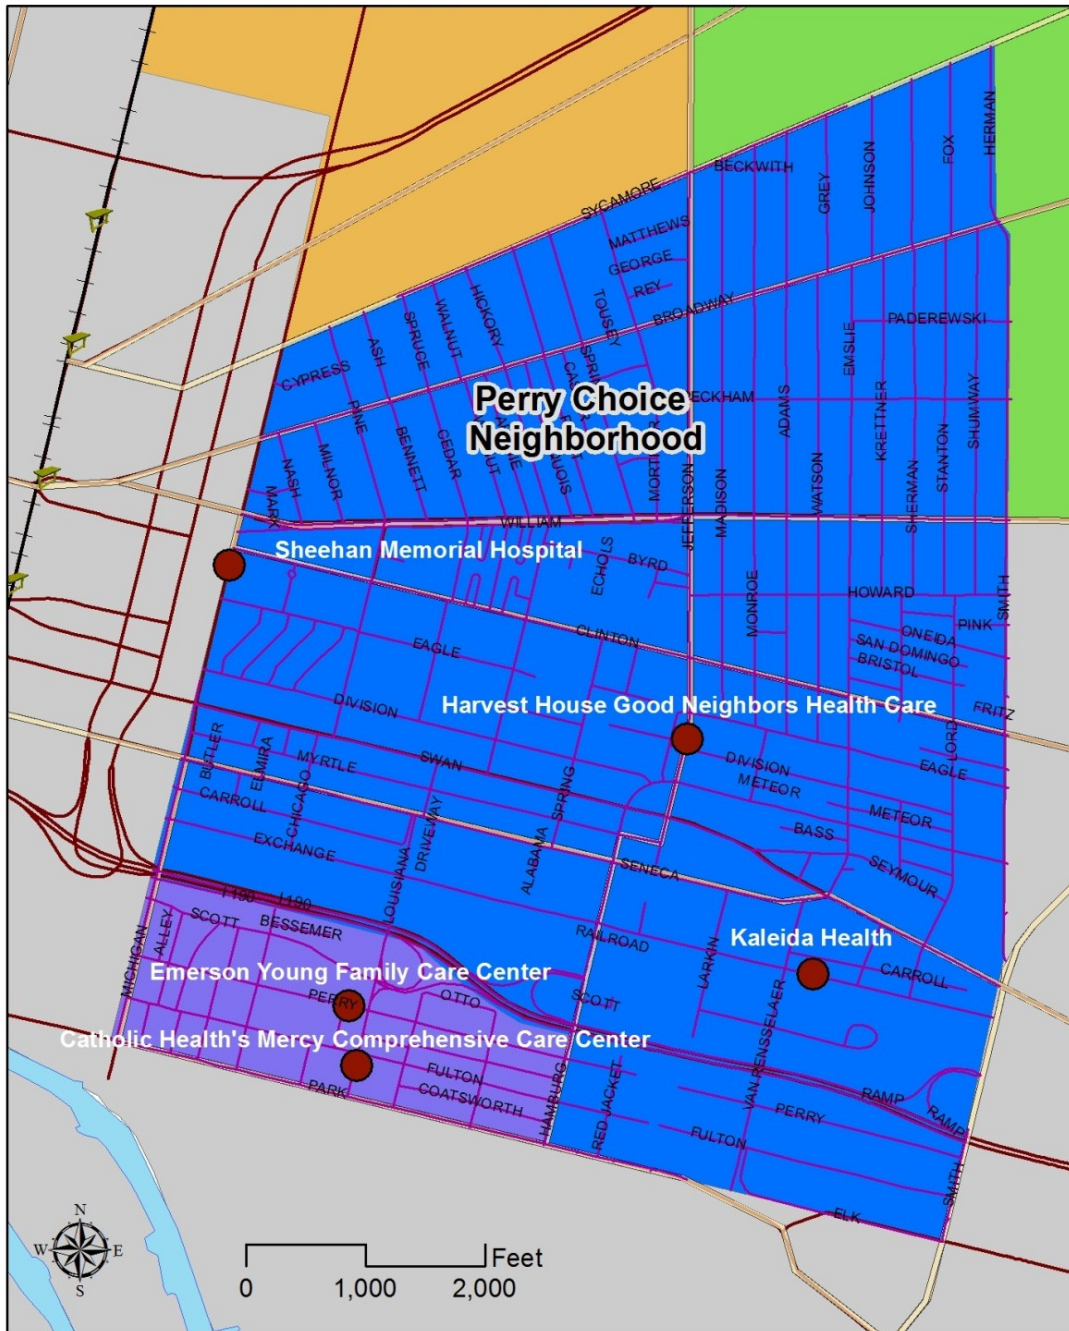 HERMAN
FOX
JOHNSON
GREY
BECKWITH
SYCAMORE
MATTHEWS
GEORGE
REY
BROADWAY
TOUSEY
HICKORY
WALNUT
SPRUCE
ASH
CYPRESS
PINE
PADEREWSKI
EMSLIE
ADAMS
KRETTNER
SHUMWAY
STANTON
SHERMAN
WATSON
MADISON
JEFFERSON
Perry Choice
Neighborhood
BENNETT
CEDAR
MILNOR
NASH
MARK
WILLIAM
Sheehan Memorial Hospital
ECHOLS
BYRD
MONROE
HOWARD
SMITH
PINK
ONEIDA
SAN DOMINGO
BRISTOL
CLINTON
EAGLE
FRITZ
LORD
Harvest House Good Neighbors Health Care
DIVISION
SWAN
DIVISION
METEOR
EAGLE
METEOR
BUTLER
ELMIRA
MYRTLE
CHICAGO
CARROLL
EXCHANGE
SPRING
BASS
SEYMOUR
DRIVEWAY
LOUISIANA
ALABAMA
SENECA
I 190
I 190
SCOTT
BESSEMER
ALLEY
MICHIGAN
RAILROAD
LARKIN
Kaleida Health
CARROLL
Emerson Young Family Care Center
PERRY
OTTO
SCOTT
VAN RENSSELAER
Catholic Health's Mercy Comprehensive Care Center
PARK
FULTON
COATSWORTH
HAMBURG
RED JACKET
RAMP
RAMP
PERRY
FULTON
SMITH
ELK
N
W
E
S
Feet
0
1,000
2,000